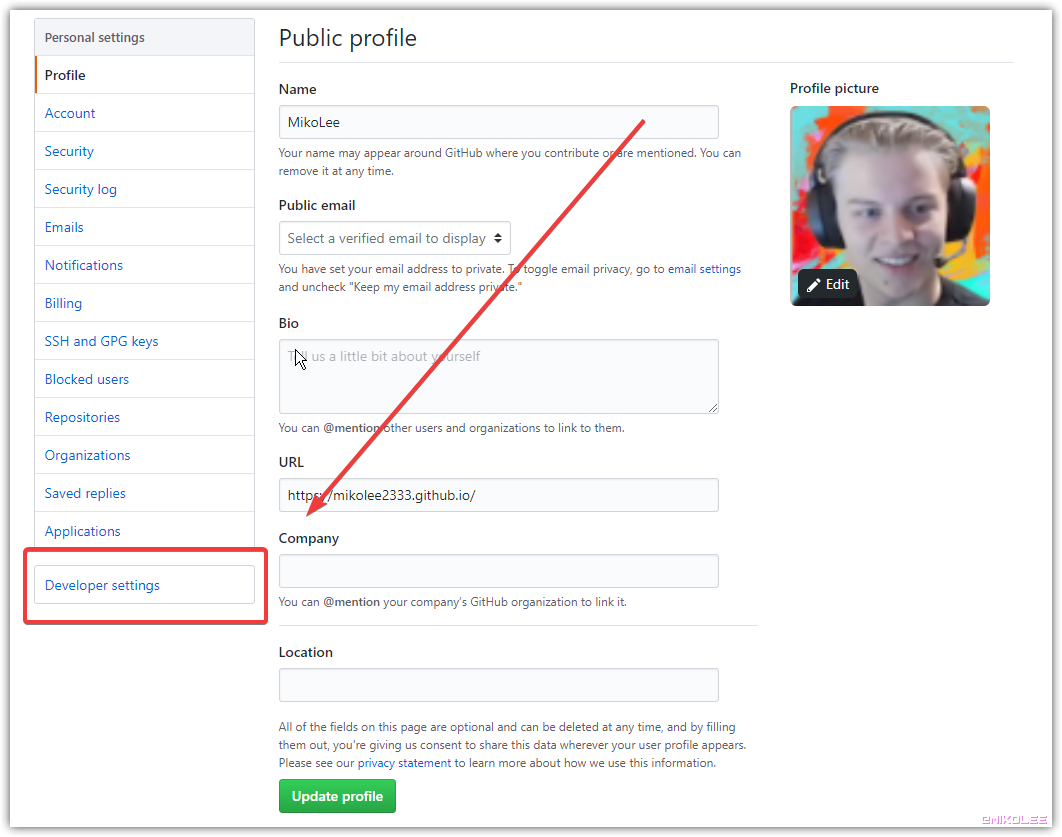 Personal settings
Profile
Account
Security
Security log
Emails
Notifications
Billing
SSH and GPG keys
Blocked users
Repositories
Organizations
Saved replies
Applications
Developer settings
Public profile
Name
MikoLee
Your name may appear around GitHub where you contribute or are mentioned. You can
remove it at any time.
Public email
Select a verified email to display
You have set your email address to private. To toggle email privacy, go to email settings
and uncheck "Keep my email address private."
Bio
Tell us a little bit about yourself
You can @mention other users and organizations to link to them.
URL
https://mikolee2333.github.io/
Company
You can @mention your company's GitHub organization to link it.
Location
All of the fields on this page are optional and can be deleted at any time, and by filling
them out, you're giving us consent to share this data wherever your user profile appears.
Please see our privacy statement to learn more about how we use this information.
Update profile
Profile picture
Edit
@MIKOLEE